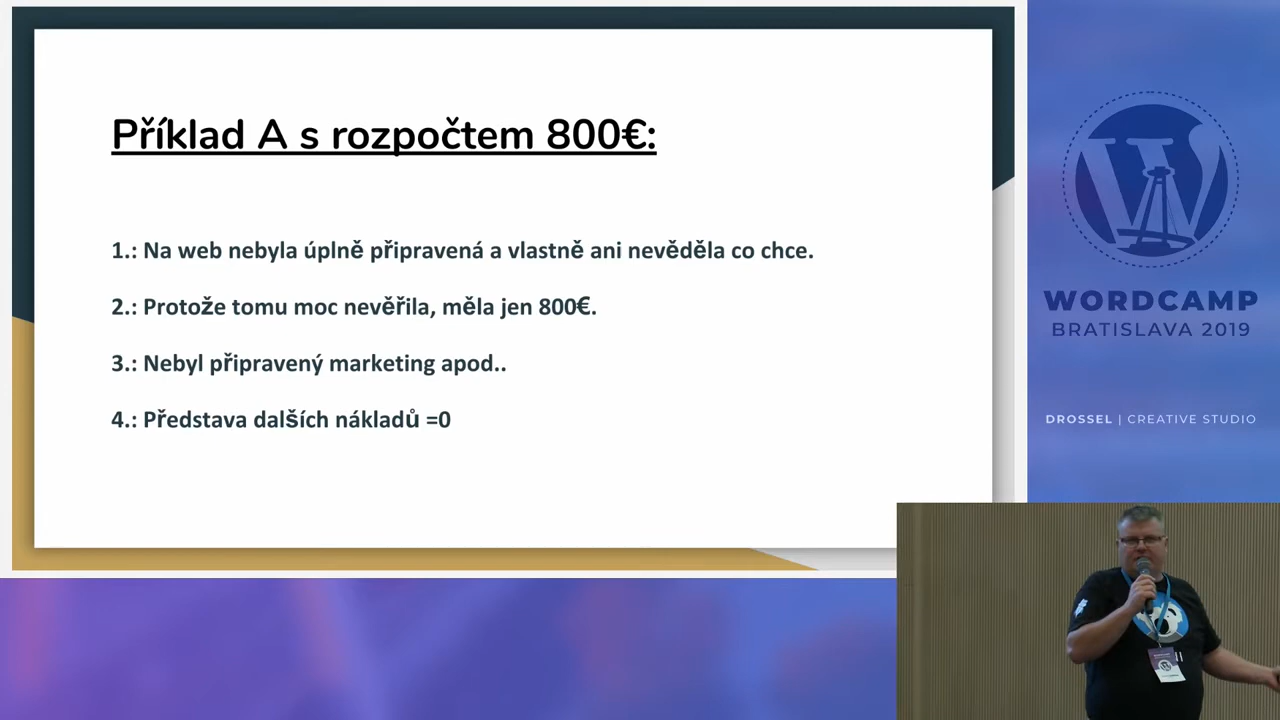 Příklad A s rozpočtem 800€:
1.: Na web nebyla úplně připravená a vlastně ani nevěděla co chce.
2.: Protože tomu moc nevěřila, měla jen 800€.
3.: Nebyl připravený marketing apod..
4.: Představa dalších nákladů =0
WORDCAMP
BRATISLAVA 2019
DROSSEL | CREATIVE STUDIO